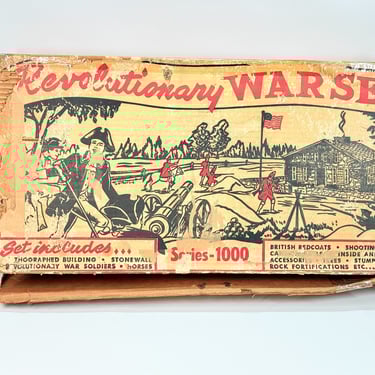 Revolutionary WARSE
Set includes...
THOGRAPHED BUILDING • STONEWALL
VOLUTIONARY WAR SOLDIERS • HORSES
Series-1000
BRITISH REDCOATS • SHOOTIN
INSIDE AND
ACCESSORIES • TREES • STUMP
ROCK FORTIFICATIONS ETC...